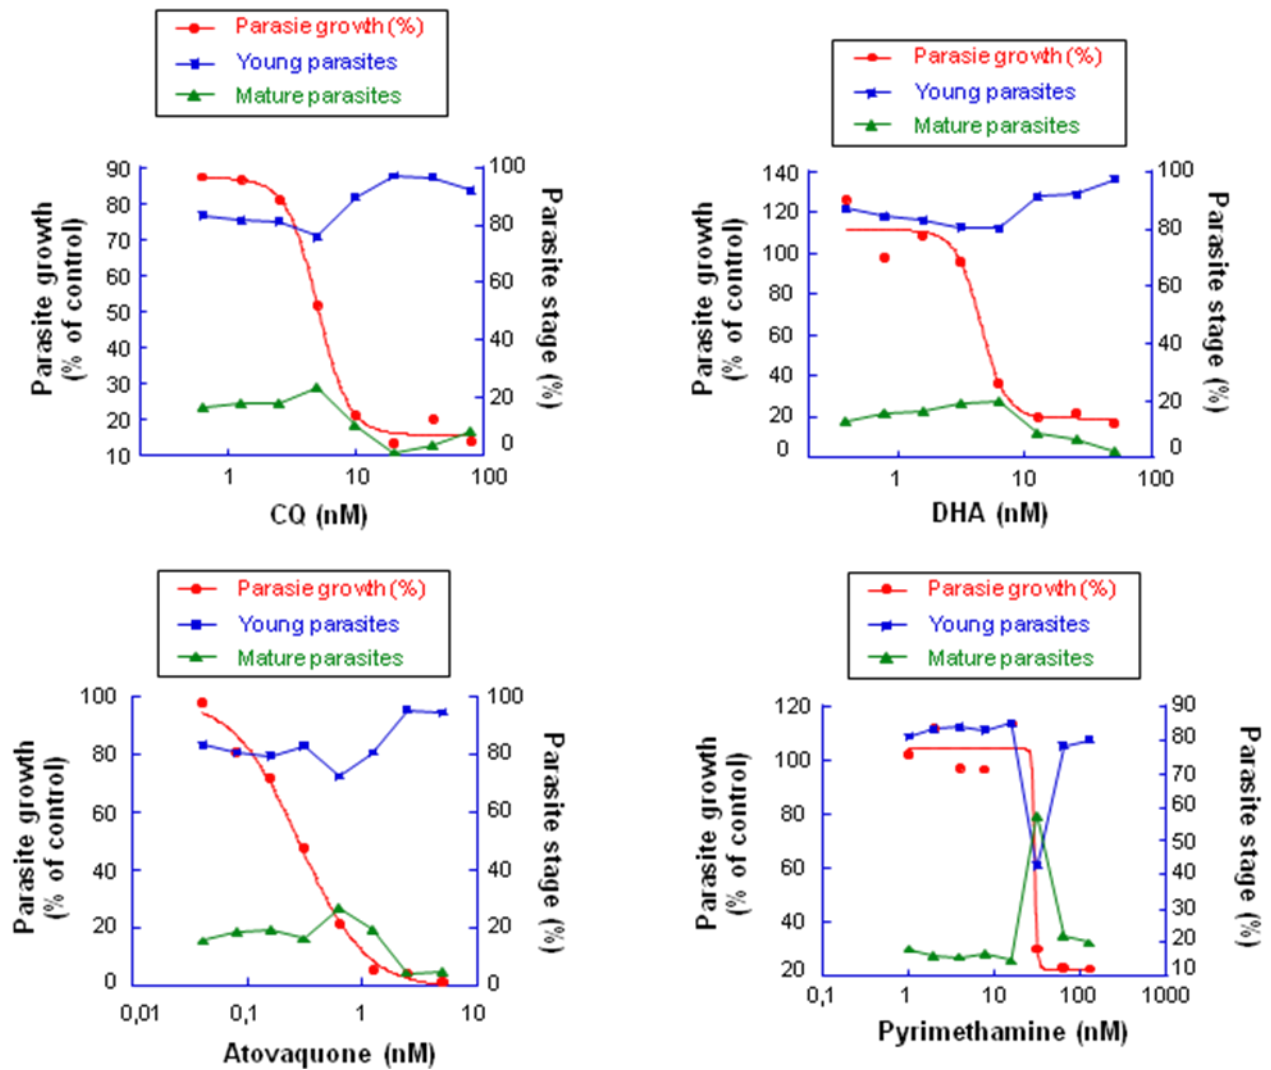 Parasie growth (%)
Young parasites
Mature parasites
90
80
70
60
50
40
30
20
10
100
80
60
40
20
0
1
10
100
Parasite growth
(% of control)
Parasite stage (%)
CQ (nM)
Parasie growth (%)
Young parasites
Mature parasites
140
120
100
80
60
40
20
0
100
80
60
40
20
0
1
10
100
Parasite growth
(% of control)
Parasite stage (%)
DHA (nM)
Parasie growth (%)
Young parasites
Mature parasites
100
80
60
40
20
0
100
80
60
40
20
0
0,01
0,1
1
10
Parasite growth
(% of control)
Parasite stage (%)
Atovaquone (nM)
Parasie growth (%)
Young parasites
Mature parasites
120
100
80
60
40
20
90
80
70
60
50
40
30
20
10
0,1
1
10
100
1000
Parasite growth
(% of control)
Parasite stage (%)
Pyrimethamine (nM)